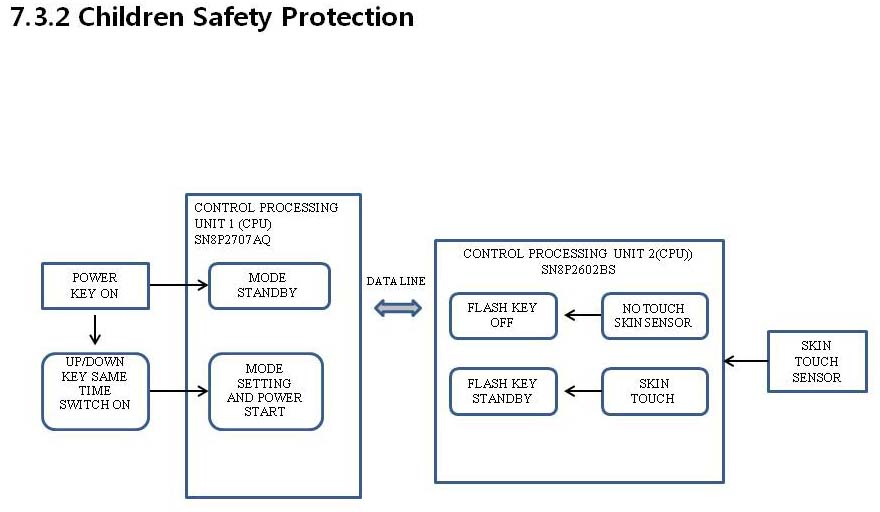 7.3.2 Children Safety Protection
CONTROL PROCESSING
UNIT 1 (CPU)
SN8P2707AQ
POWER
KEY ON
MODE
STANDBY
UP/DOWN
KEY SAME
TIME
SWITCH ON
MODE
SETTING
AND POWER
START
DATA LINE
CONTROL PROCESSING UNIT 2(CPU))
SN8P2602BS
FLASH KEY
OFF
NO TOUCH
SKIN SENSOR
FLASH KEY
STANDBY
SKIN
TOUCH
SKIN
TOUCH
SENSOR